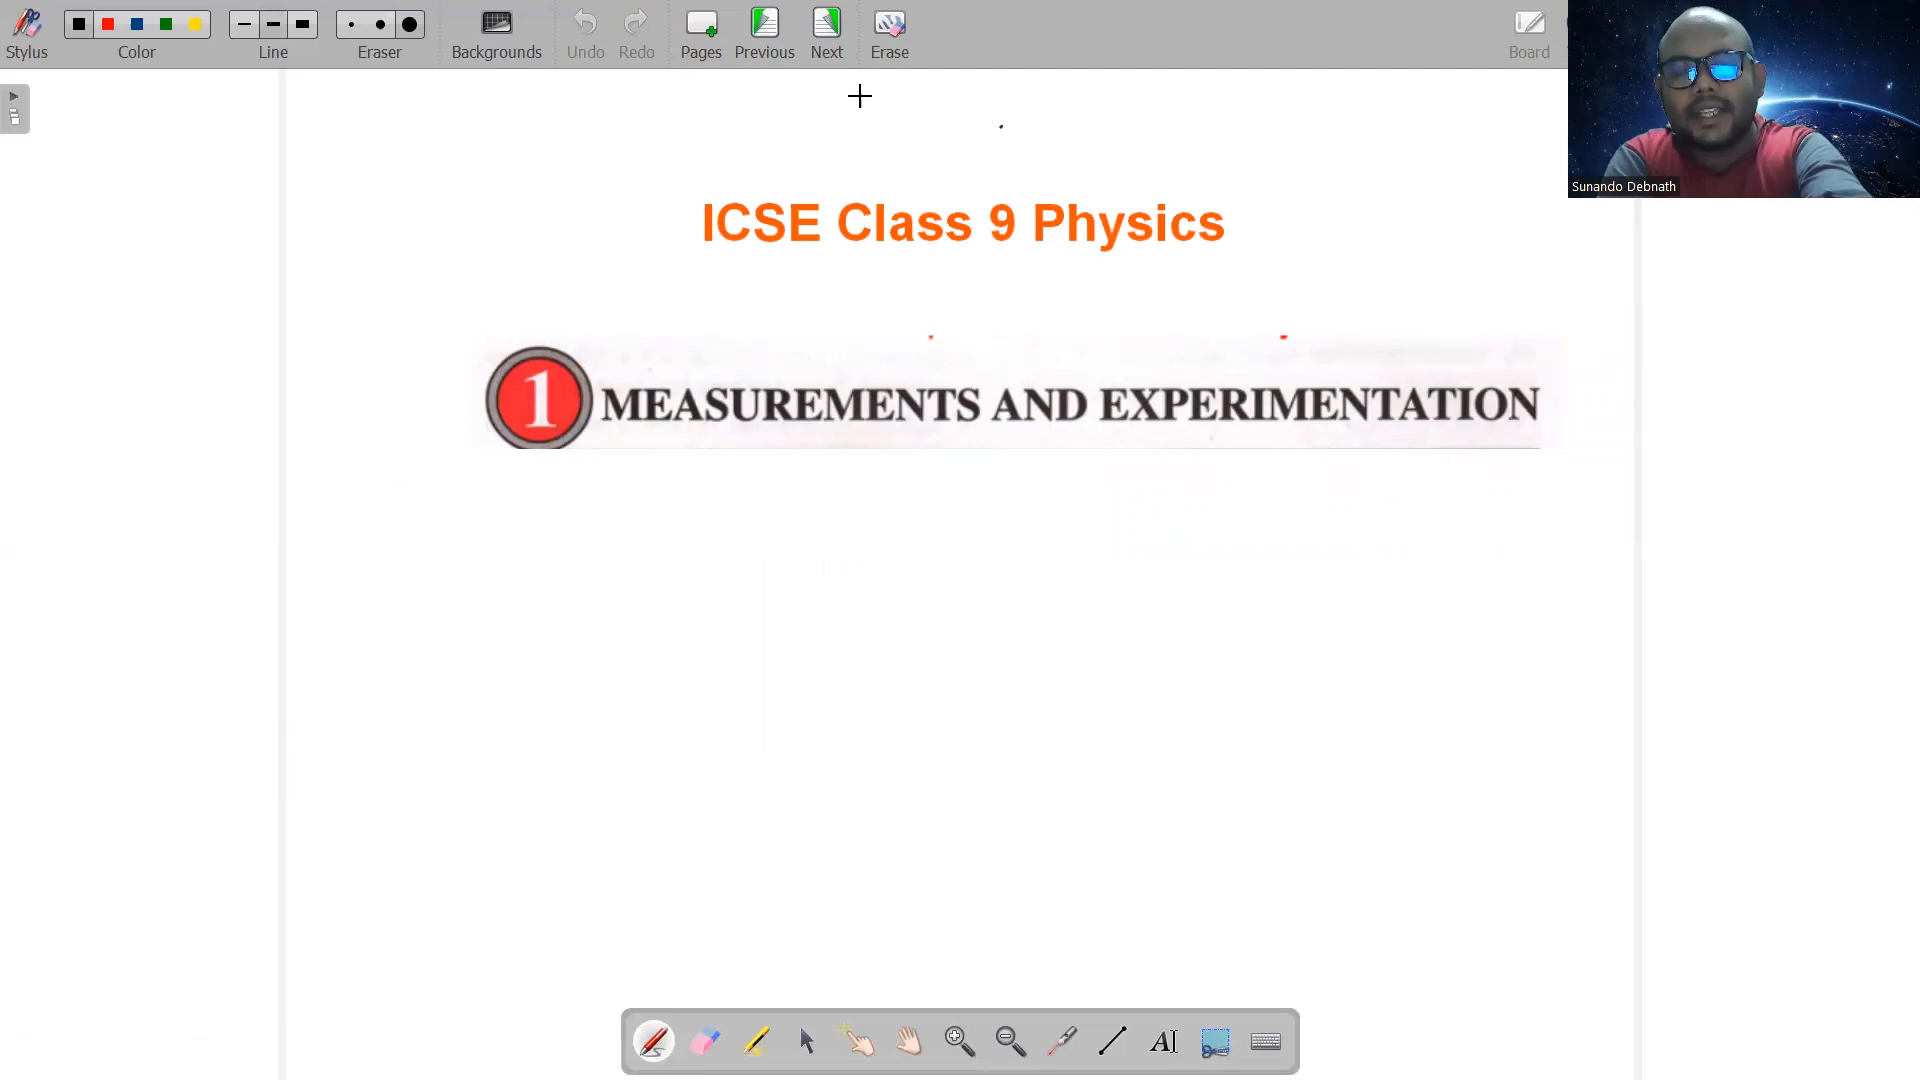 Stylus Color Line Eraser Backgrounds Undo Redo Pages Previous Next Erase Board
Sunando Debnath
ICSE Class 9 Physics
1 MEASUREMENTS AND EXPERIMENTATION